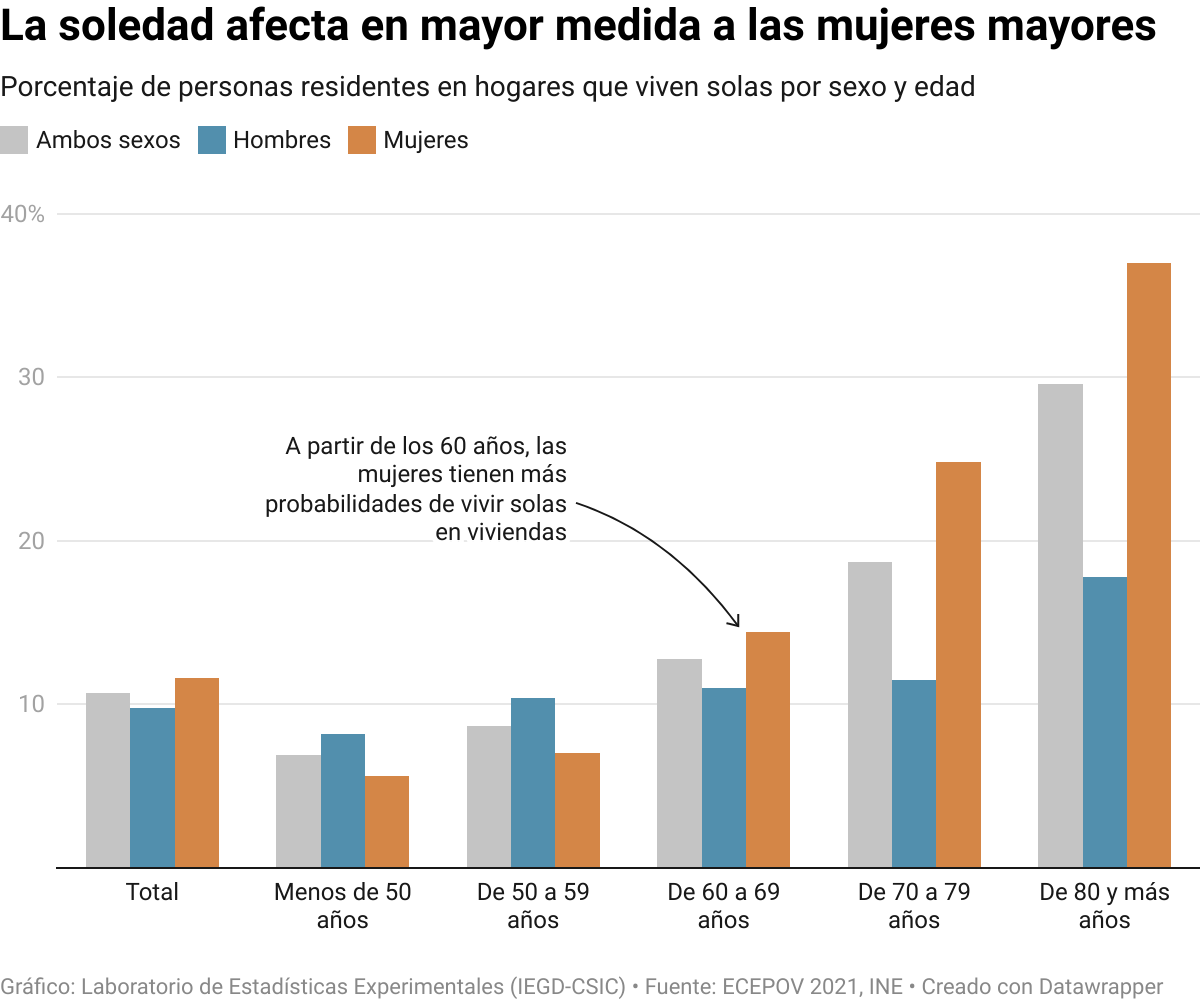 La soledad afecta en mayor medida a las mujeres mayores
Porcentaje de personas residentes en hogares que viven solas por sexo y edad
Ambos sexos Hombres Mujeres
40%
30
20
10
A partir de los 60 años, las
mujeres tienen más
probabilidades de vivir solas
en viviendas
Total
Menos de 50
años
De 50 a 59
años
De 60 a 69
años
De 70 a 79
años
De 80 y más
años
Gráfico: Laboratorio de Estadísticas Experimentales (IEGD-CSIC) • Fuente: ECEPOV 2021, INE • Creado con Datawrapper